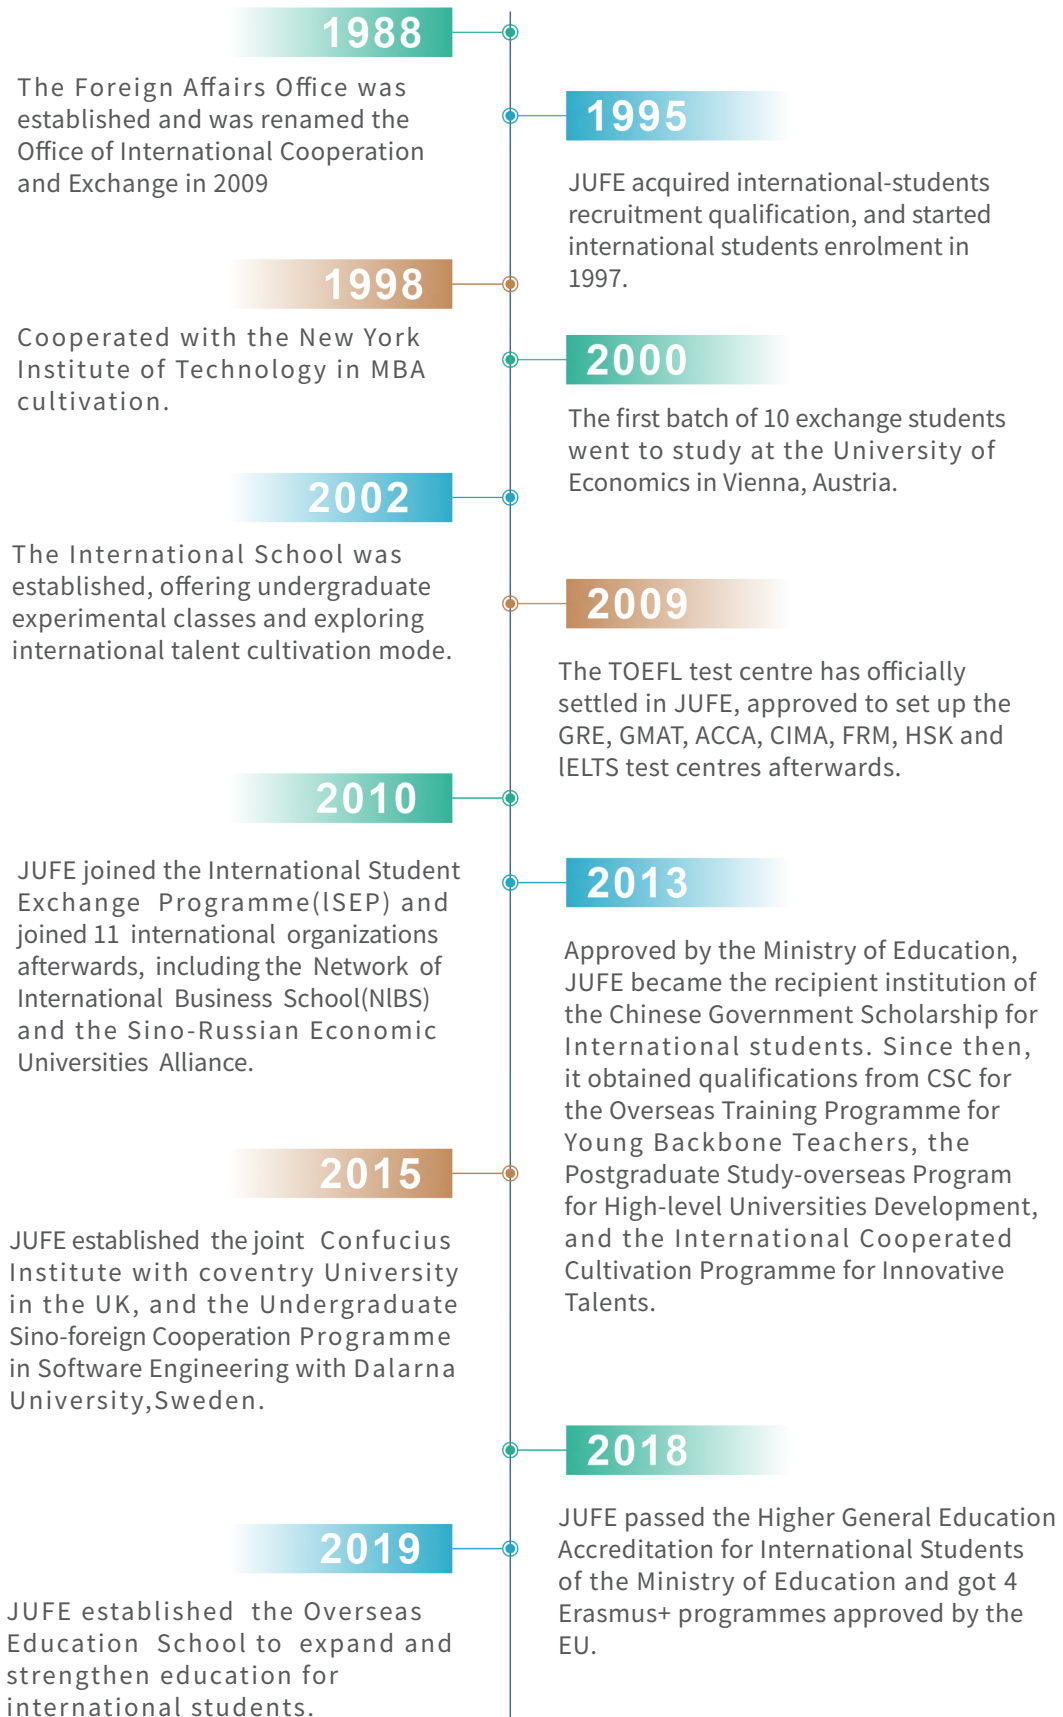 1988
The Foreign Affairs Office was
established and was renamed the
Office of International Cooperation
and Exchange in 2009
1995
JUFE acquired international-students
recruitment qualification, and started
international students enrolment in
1997.
1998
Cooperated with the New York
Institute of Technology in MBA
cultivation.
2000
The first batch of 10 exchange students
went to study at the University of
Economics in Vienna, Austria.
2002
The International School was
established, offering undergraduate
experimental classes and exploring
international talent cultivation mode.
2009
The TOEFL test centre has officially
settled in JUFE, approved to set up the
GRE, GMAT, ACCA, CIMA, FRM, HSK and
lELTS test centres afterwards.
2010
JUFE joined the International Student
Exchange Programme(lSEP) and
joined 11 international organizations
afterwards, including the Network of
International Business School(NlBS)
and the Sino-Russian Economic
Universities Alliance.
2013
Approved by the Ministry of Education,
JUFE became the recipient institution of
the Chinese Government Scholarship for
International students. Since then,
it obtained qualifications from CSC for
the Overseas Training Programme for
Young Backbone Teachers, the
Postgraduate Study-overseas Program
for High-level Universities Development,
and the International Cooperated
Cultivation Programme for Innovative
Talents.
2015
JUFE established the joint Confucius
Institute with coventry University
in the UK, and the Undergraduate
Sino-foreign Cooperation Programme
in Software Engineering with Dalarna
University,Sweden.
2018
JUFE passed the Higher General Education
Accreditation for International Students
of the Ministry of Education and got 4
Erasmus+ programmes approved by the
EU.
2019
JUFE established the Overseas
Education School to expand and
strengthen education for
international students.